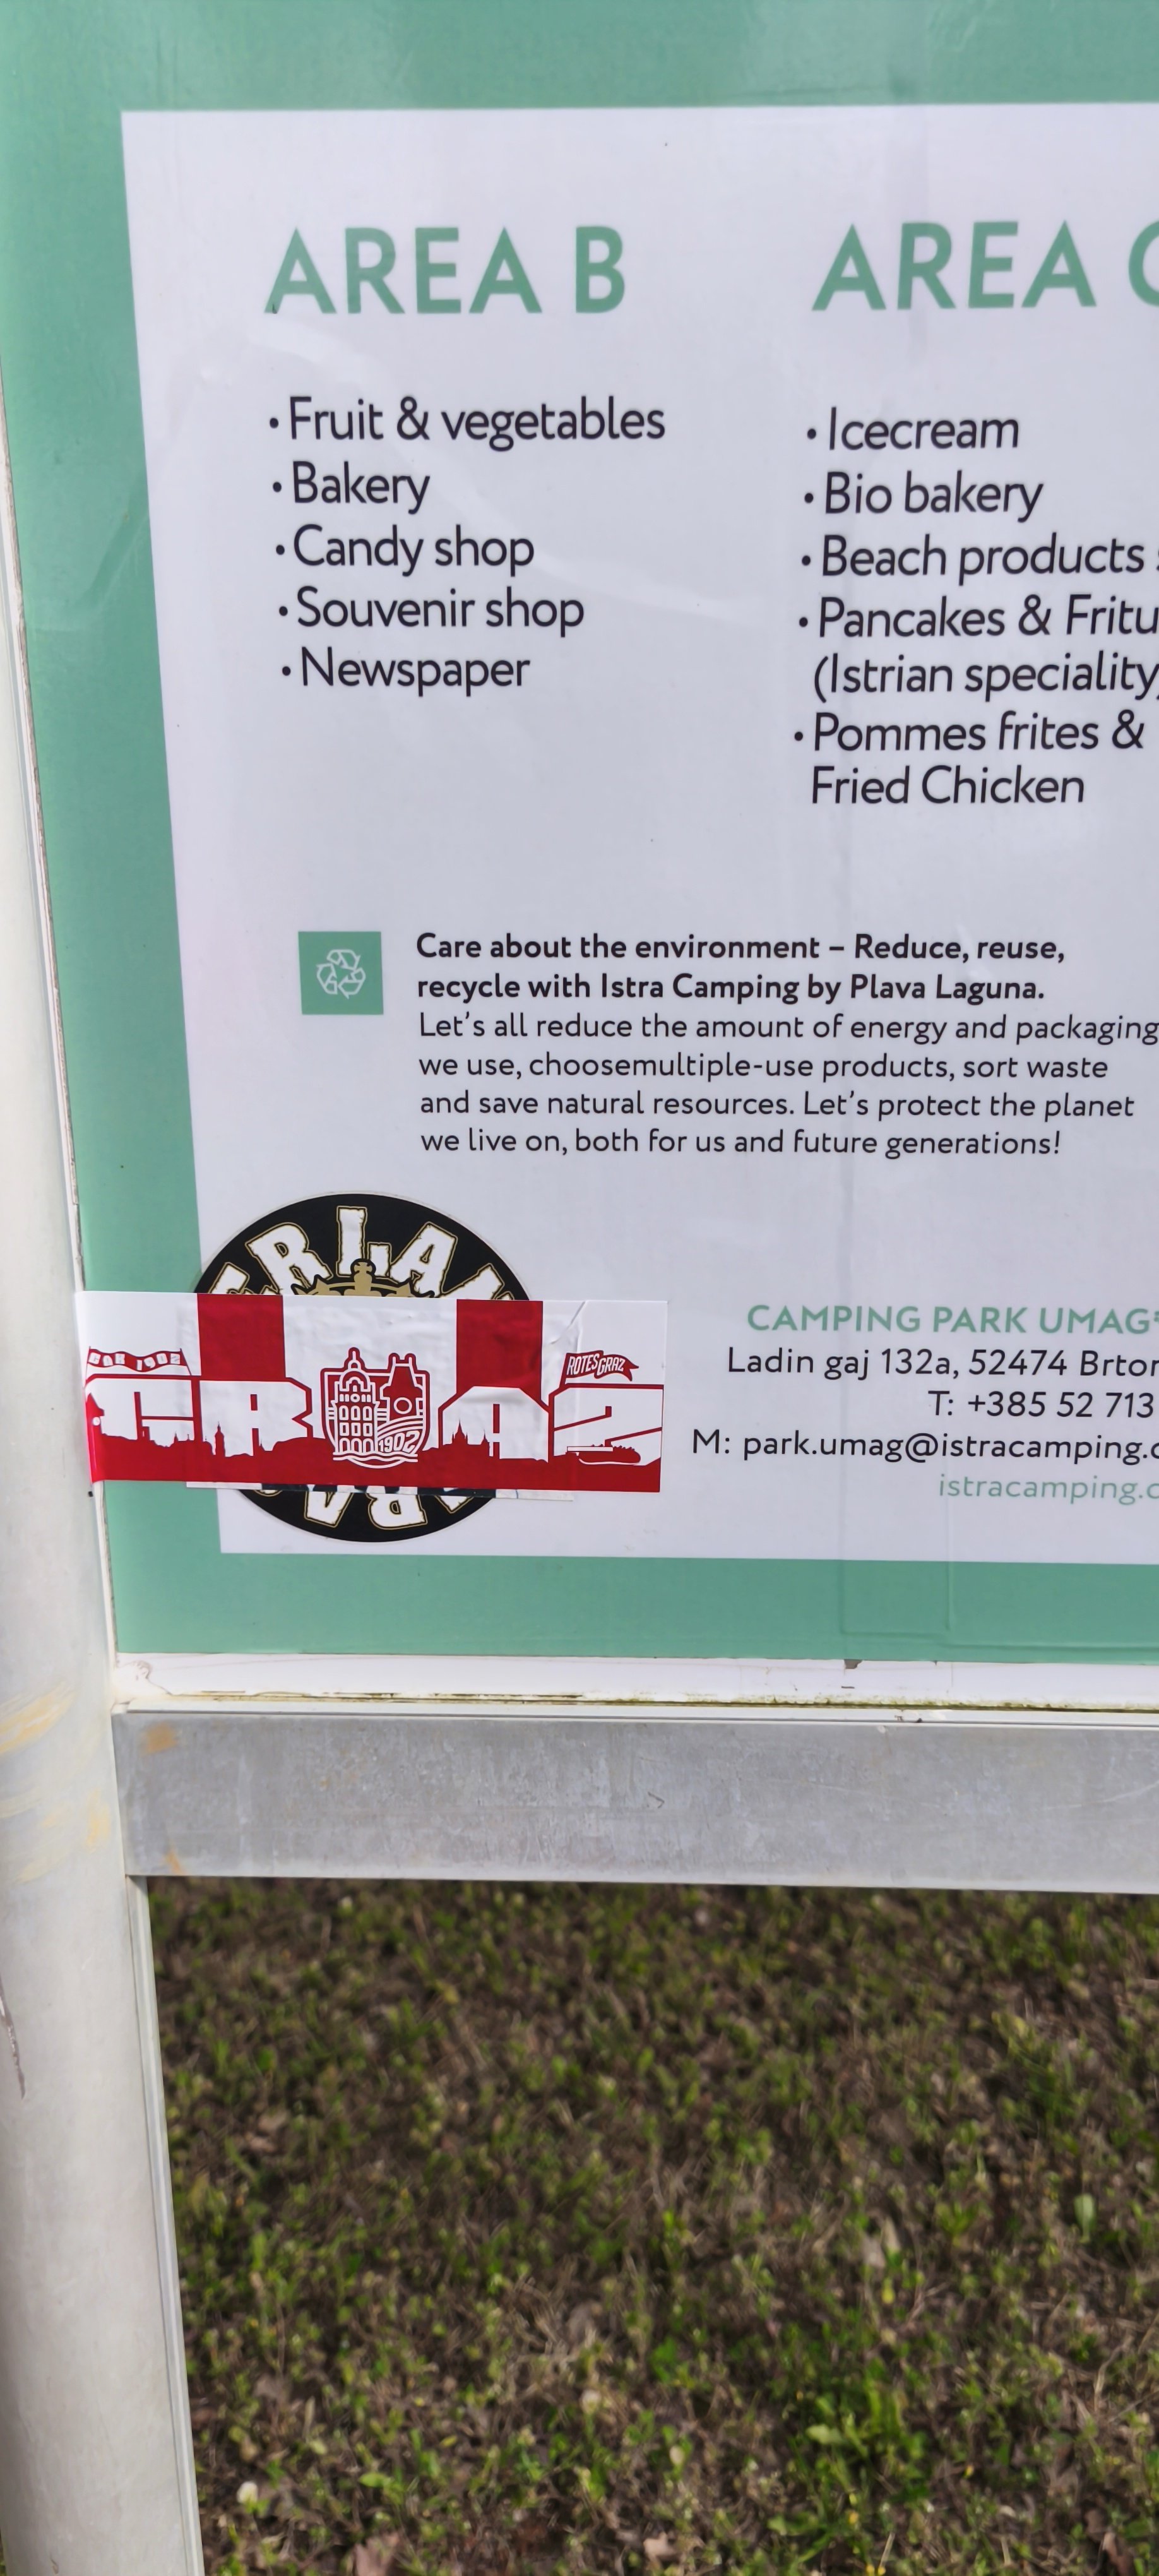 AREA B
• Fruit & vegetables
• Bakery
• Candy shop
• Souvenir shop
• Newspaper
AREA
• Icecream
• Bio bakery
• Beach products
• Pancakes & Fritu
(Istrian speciality
• Pommes frites &
Fried Chicken
Care about the environment – Reduce, reuse,
recycle with Istra Camping by Plava Laguna.
Let's all reduce the amount of energy and packaging
we use, choosemultiple-use products, sort waste
and save natural resources. Let's protect the planet
we live on, both for us and future generations!
ROTES GRAZ
GRAZ
1902
CAMPING PARK UMAG
Ladin gaj 132a, 52474 Brton
T: +385 52 713
M: park.umag@istracamping.c
istracamping.c